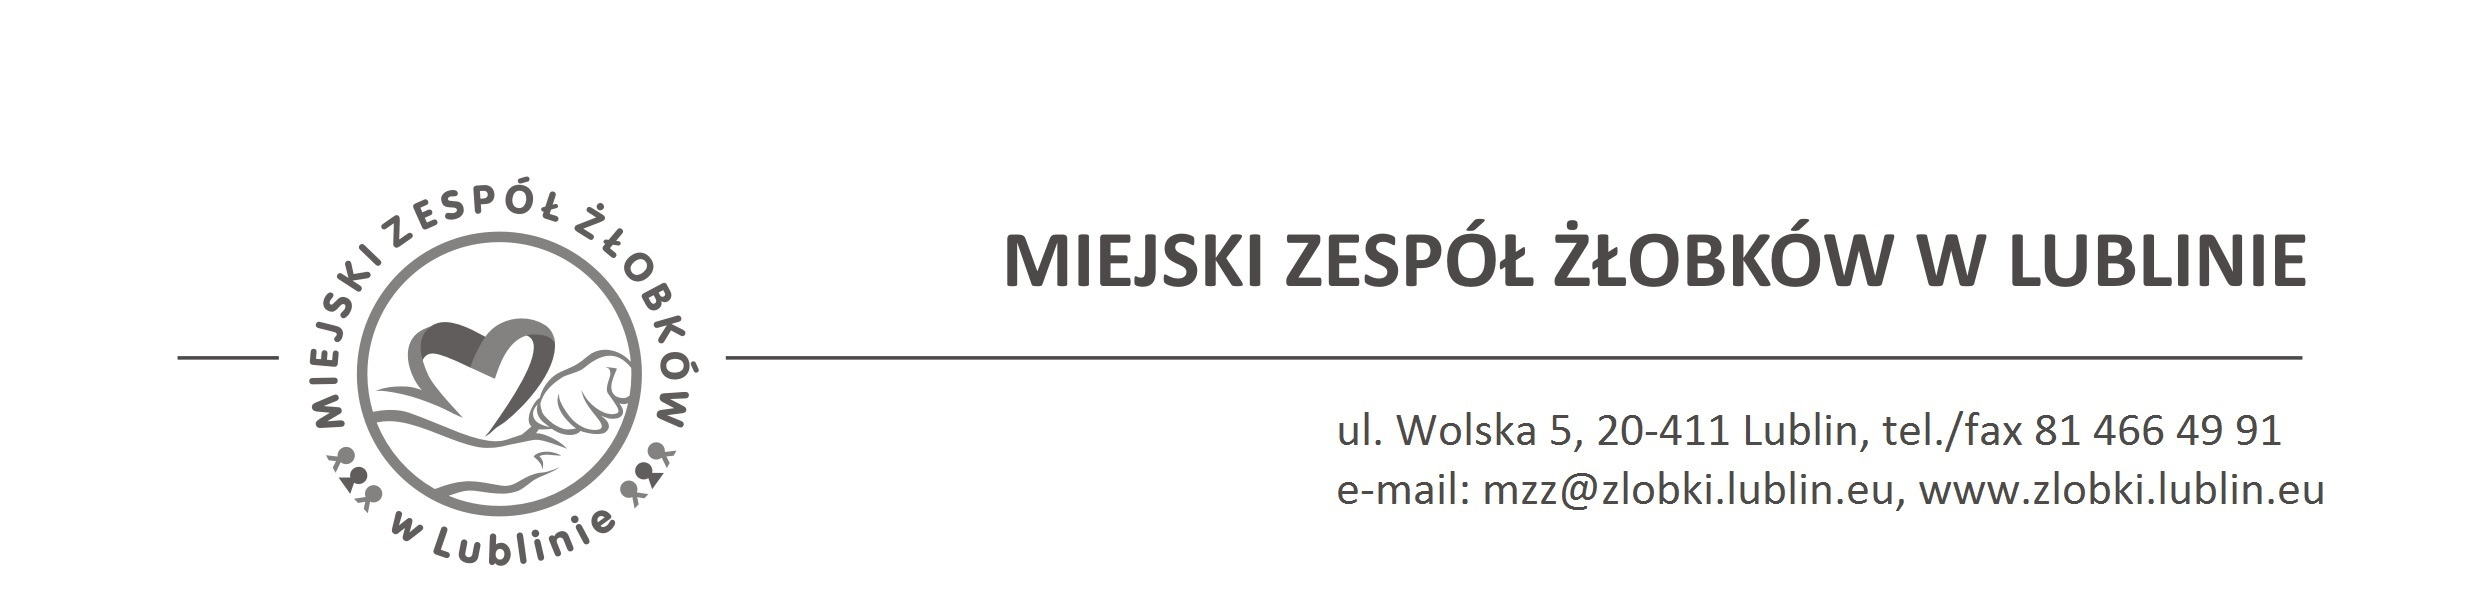 MIEJSKI ZESPÓŁ ŻŁOBKÓW
w Lublinie
MIEJSKI ZESPÓŁ ŻŁOBKÓW W LUBLINIE
ul. Wolska 5, 20-411 Lublin, tel./fax 81 466 49 91
e-mail: mzz@zlobki.lublin.eu, www.zlobki.lublin.eu